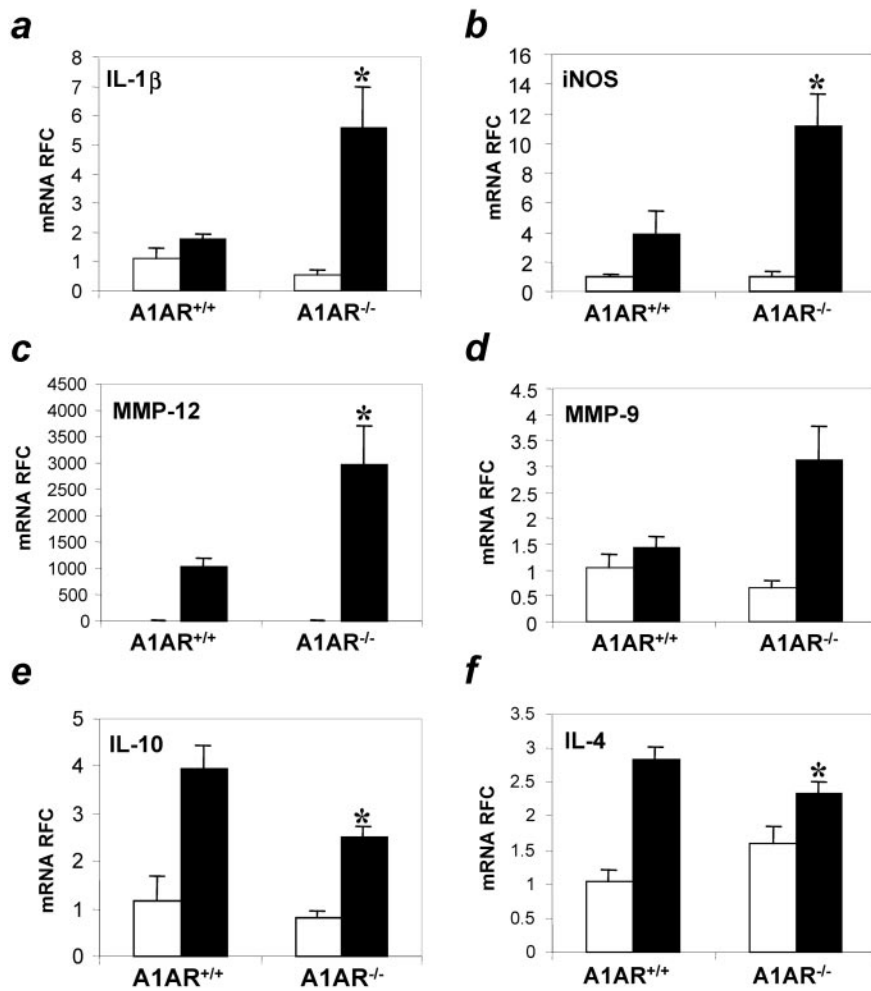 a
b
IL-1β
mRNA RFC
8
7
6
5
4
3
2
1
0
*
A1AR+/+
A1AR-/-
iNOS
mRNA RFC
16
14
12
10
8
6
4
2
0
*
A1AR+/+
A1AR-/-
c
d
MMP-12
mRNA RFC
4500
4000
3500
3000
2500
2000
1500
1000
500
0
*
A1AR+/+
A1AR-/-
MMP-9
mRNA RFC
4.5
4
3.5
3
2.5
2
1.5
1
0.5
0
A1AR+/+
A1AR-/-
e
f
IL-10
mRNA RFC
5
4
3
2
1
0
*
A1AR+/+
A1AR-/-
IL-4
mRNA RFC
3.5
3
2.5
2
1.5
1
0.5
0
*
A1AR+/+
A1AR-/-